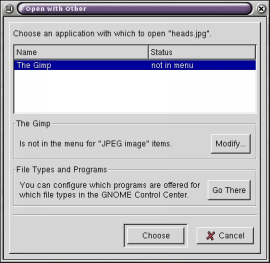 Open with Other
Choose an application with which to open "heads.jpg".
Name Status
The Gimp not in menu
The Gimp
Is not in the menu for "JPEG image" items.
Modify...
File Types and Programs
You can configure which programs are offered for
which file types in the GNOME Control Center.
Go There
Choose
Cancel